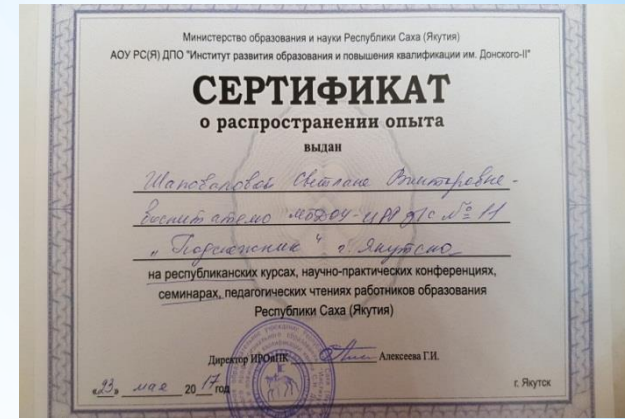 Министерство образования и науки Республики Саха (Якутия)
АОУ РС(Я) ДПО "Институт развития образования и повышения квалификации им. Донского-II"
СЕРТИФИКАТ
о распространении опыта
выдан
Шаповаловой Светлане Викторовне -
воспитателю МБДОУ - ЦРР Д/с № 11
"Подснежник" г. Якутска
на республиканских курсах, научно-практических конференциях,
семинарах, педагогических чтениях работников образования
Республики Саха (Якутия)
Директор ИРОиПК Алексеева Г.И.
«23» мая 2017 год
г. Якутск